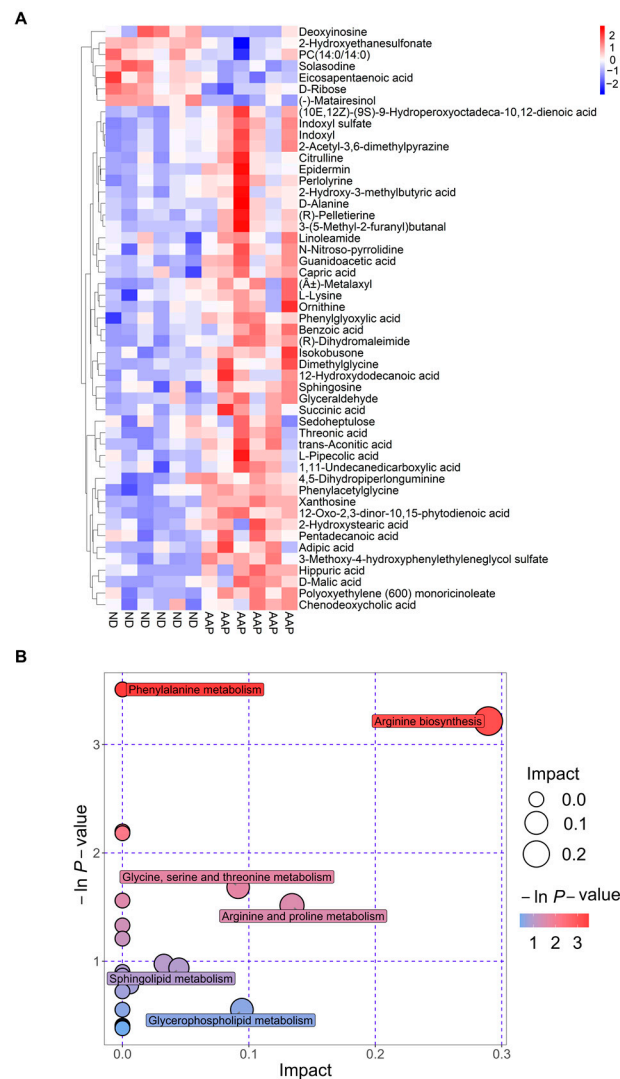 A
Deoxyinosine
2-Hydroxyethanesulfonate
PC(14:0/14:0)
Solasodine
Eicosapentaenoic acid
D-Ribose
(-)-Matairesinol
(10E,12Z)-(9S)-9-Hydroperoxyoctadeca-10,12-dienoic acid
Indoxyl sulfate
Indoxyl
2-Acetyl-3,6-dimethylpyrazine
Citrulline
Epidermin
Perlolyrine
2-Hydroxy-3-methylbutyric acid
D-Alanine
(R)-Pelletierine
3-(5-Methyl-2-furanyl)butanal
Linoleamide
N-Nitroso-pyrrolidine
Guanidoacetic acid
Capric acid
(Â±)-Metalaxyl
L-Lysine
Ornithine
Phenylglyoxylic acid
Benzoic acid
(R)-Dihydromaleimide
Isokobusone
Dimethylglycine
12-Hydroxydodecanoic acid
Sphingosine
Glyceraldehyde
Succinic acid
Sedoheptulose
Threonic acid
trans-Aconitic acid
L-Pipecolic acid
1,11-Undecanedicarboxylic acid
4,5-Dihydropiperlonguminine
Phenylacetylglycine
Xanthosine
12-Oxo-2,3-dinor-10,15-phytodienoic acid
2-Hydroxystearic acid
Pentadecanoic acid
Adipic acid
3-Methoxy-4-hydroxyphenylethyleneglycol sulfate
Hippuric acid
D-Malic acid
Polyoxyethylene (600) monoricinoleate
Chenodeoxycholic acid
ND ND ND ND ND ND AAP AAP AAP AAP AAP AAP
2
1
0
−1
−2
B
Phenylalanine metabolism
Arginine biosynthesis
Glycine, serine and threonine metabolism
Arginine and proline metabolism
Sphingolipid metabolism
Glycerophospholipid metabolism
3
2
1
− ln P − value
0.0 0.1 0.2 0.3
Impact
Impact
0.0
0.1
0.2
− ln P − value
1 2 3